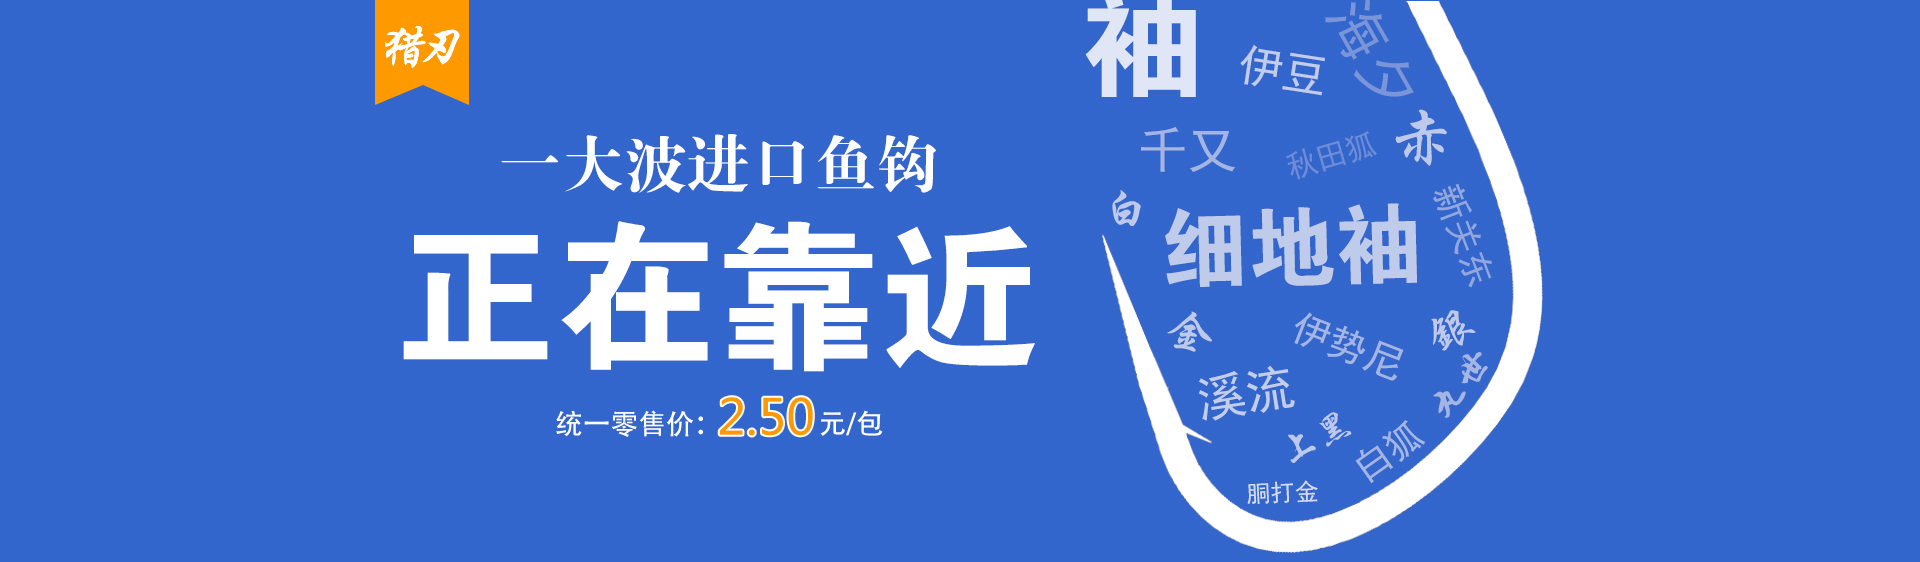 猎刃
一大波进口鱼钩
正在靠近
统一零售价：2.50元/包
袖
伊豆
海夕
千又
秋田狐
赤
白
细地袖
新关东
金
伊势尼
銀
溪流
丸世
上黑
白狐
胴打金